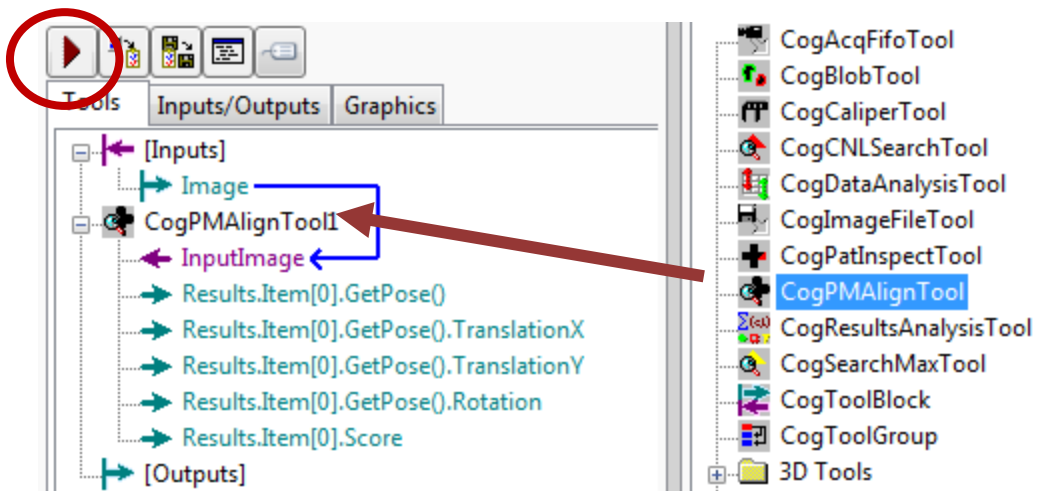 Tools
Inputs/Outputs
Graphics
[Inputs]
Image
CogPMAlignTool1
InputImage
Results.Item[0].GetPose()
Results.Item[0].GetPose().TranslationX
Results.Item[0].GetPose().TranslationY
Results.Item[0].GetPose().Rotation
Results.Item[0].Score
[Outputs]
CogAcqFifoTool
CogBlobTool
CogCaliperTool
CogCNLSearchTool
CogDataAnalysisTool
CogImageFileTool
CogPatInspectTool
CogPMAlignTool
CogResultsAnalysisTool
CogSearchMaxTool
CogToolBlock
CogToolGroup
3D Tools